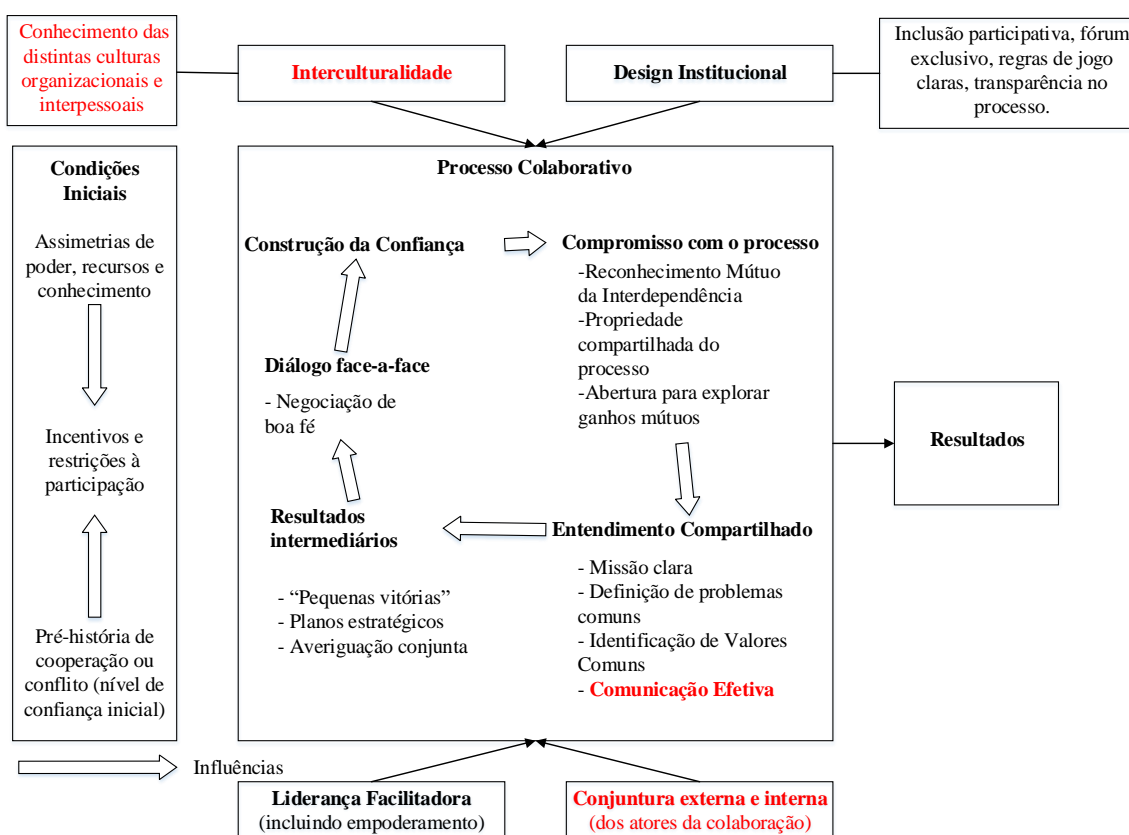 Conhecimento das
distintas culturas
organizacionais e
interpessoais
Interculturalidade
Design Institucional
Inclusão participativa, fórum
exclusivo, regras de jogo
claras, transparência no
processo.
Condições
Iniciais
Assimetrias de
poder, recursos e
conhecimento
Incentivos e
restrições à
participação
Pré-história de
cooperação ou
conflito (nível de
confiança inicial)
Processo Colaborativo
Construção da Confiança
Compromisso com o processo
-Reconhecimento Mútuo
da Interdependência
-Propriedade
compartilhada do
processo
-Abertura para explorar
ganhos mútuos
Diálogo face-a-face
- Negociação de
boa fé
Resultados
intermediários
- “Pequenas vitórias”
- Planos estratégicos
- Averiguação conjunta
Entendimento Compartilhado
- Missão clara
- Definição de problemas
comuns
- Identificação de Valores
Comuns
- Comunicação Efetiva
Resultados
Influências
Liderança Facilitadora
(incluindo empoderamento)
Conjuntura externa e interna
(dos atores da colaboração)